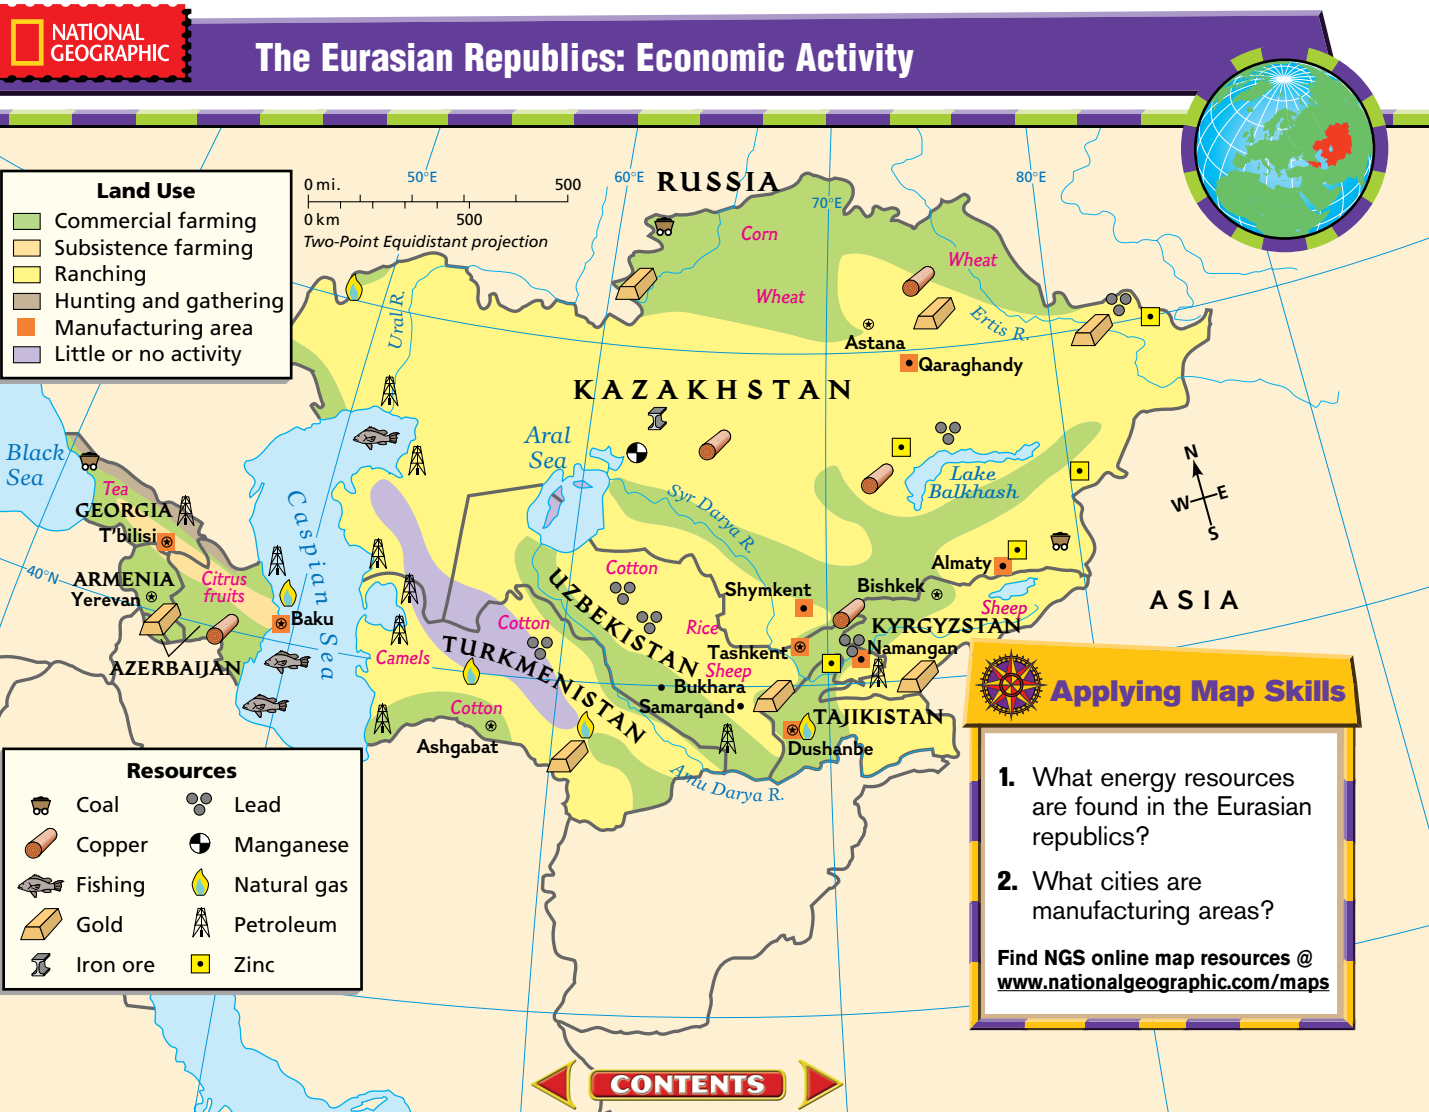 NATIONAL
GEOGRAPHIC
The Eurasian Republics: Economic Activity
Land Use
Commercial farming
Subsistence farming
Ranching
Hunting and gathering
Manufacturing area
Little or no activity
0 mi.
500
0 km
500
Two-Point Equidistant projection
50°E
60°E
70°E
80°E
40°N
RUSSIA
Corn
Wheat
Wheat
Ural R.
Ertis R.
Astana
Qaraghandy
KAZAKHSTAN
Black
Sea
Aral
Sea
Lake
Balkhash
Caspian Sea
Syr Darya R.
Tea
GEORGIA
T'bilisi
ARMENIA
Yerevan
Citrus
fruits
Baku
AZERBAIJAN
Cotton
UZBEKISTAN
Shymkent
Almaty
Bishkek
Sheep
KYRGYZSTAN
ASIA
Cotton
Rice
Tashkent
Namangan
Camels
TURKMENISTAN
Sheep
Bukhara
Samarqand
Cotton
TAJIKISTAN
Ashgabat
Dushanbe
Amu Darya R.
N
W
E
S
Resources
Coal
Lead
Copper
Manganese
Fishing
Natural gas
Gold
Petroleum
Iron ore
Zinc
Applying Map Skills
1. What energy resources
are found in the Eurasian
republics?
2. What cities are
manufacturing areas?
Find NGS online map resources @
www.nationalgeographic.com/maps
CONTENTS